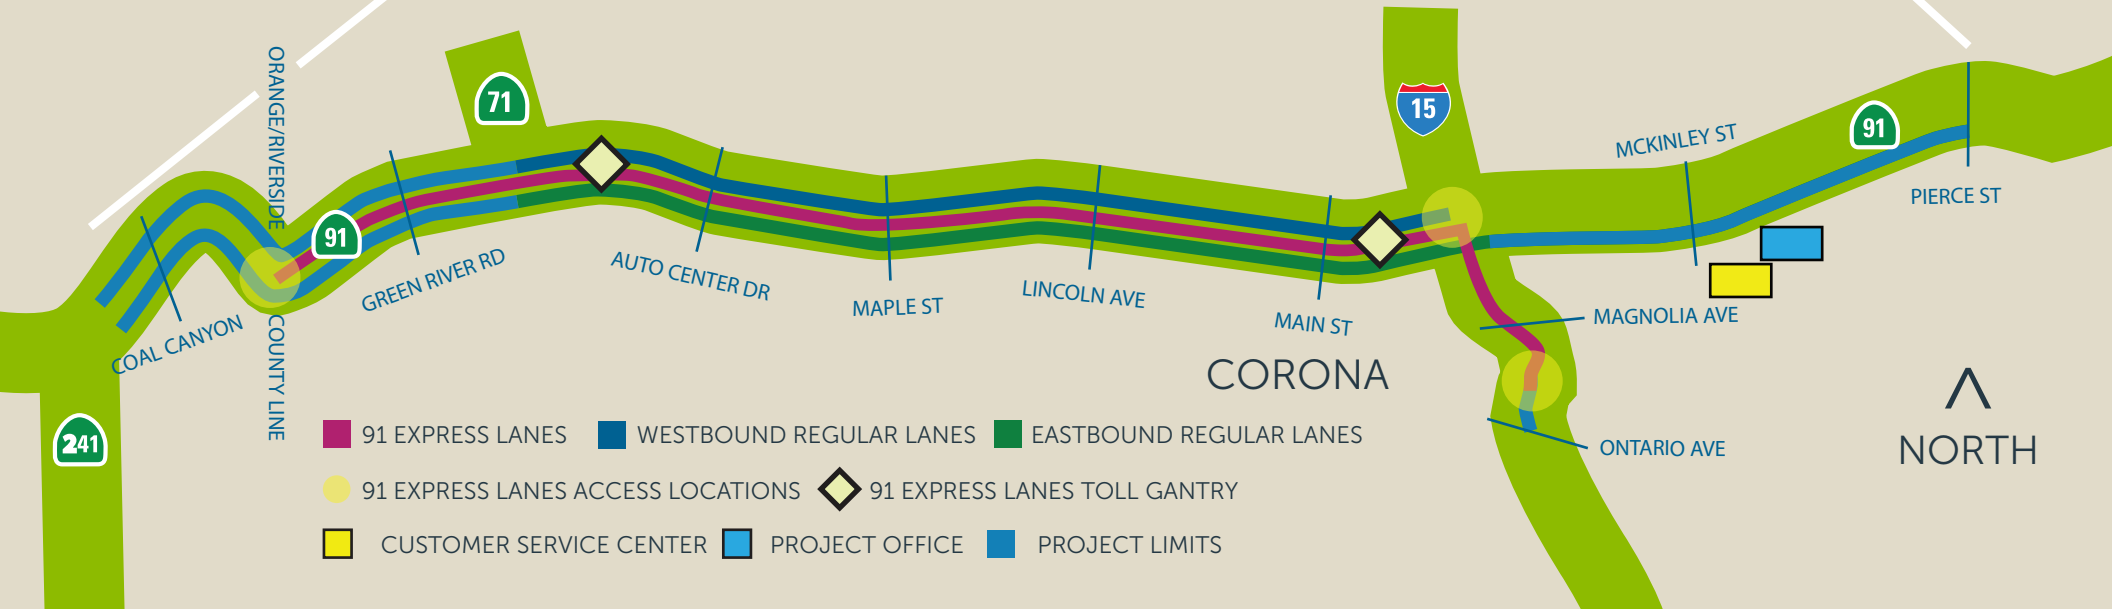 ORANGE/RIVERSIDE
COUNTY LINE
71
15
91
MCKINLEY ST
PIERCE ST
91
241
COAL CANYON
GREEN RIVER RD
AUTO CENTER DR
MAPLE ST
LINCOLN AVE
MAIN ST
MAGNOLIA AVE
CORONA
ONTARIO AVE
NORTH
91 EXPRESS LANES
WESTBOUND REGULAR LANES
EASTBOUND REGULAR LANES
91 EXPRESS LANES ACCESS LOCATIONS
91 EXPRESS LANES TOLL GANTRY
CUSTOMER SERVICE CENTER
PROJECT OFFICE
PROJECT LIMITS